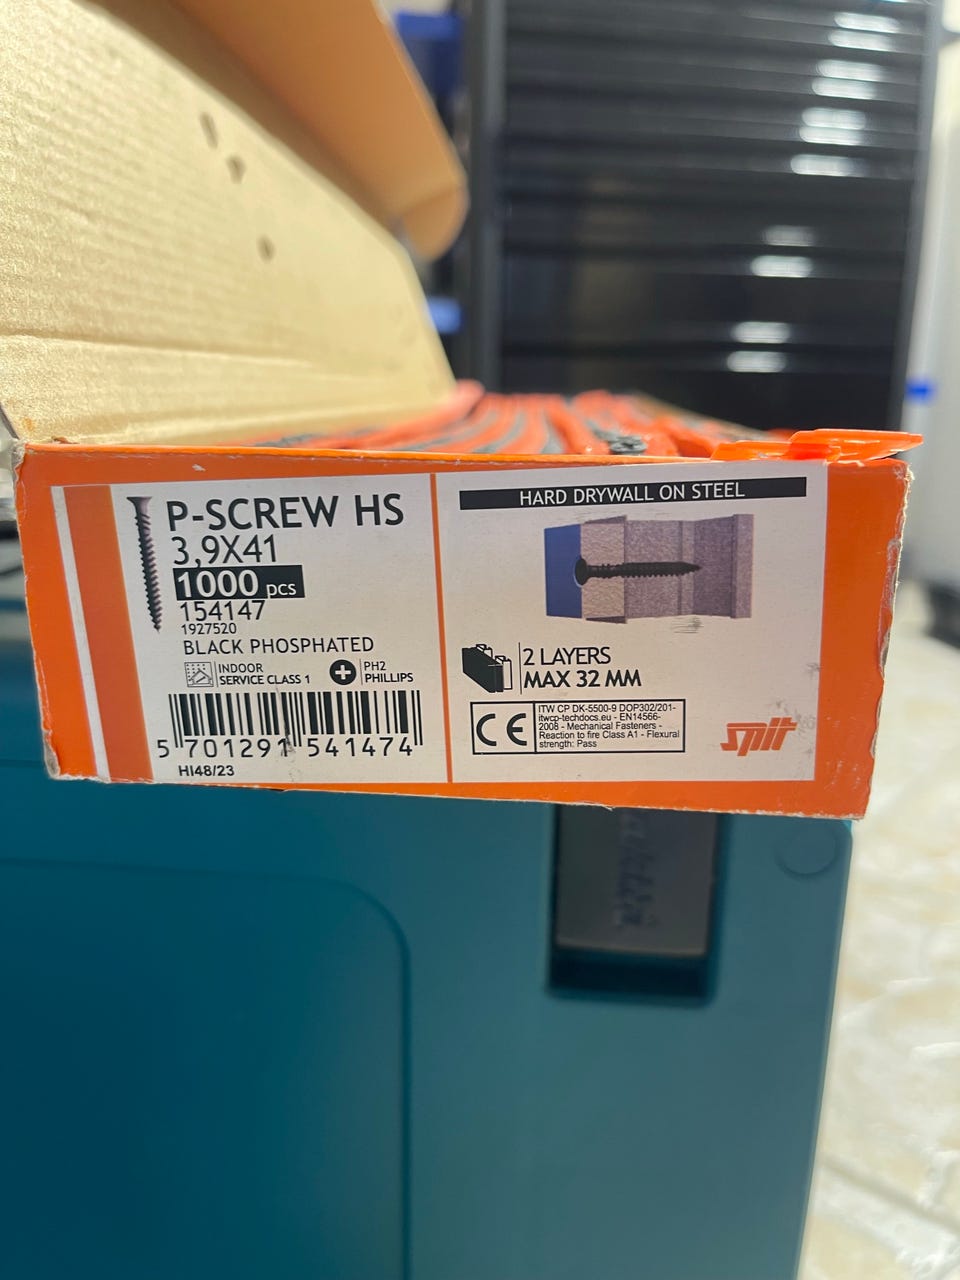 P-SCREW HS
3,9X41
1000 pcs
154147
1927520
BLACK PHOSPHATED
INDOOR
SERVICE CLASS 1
PH2
PHILLIPS
5 701291 541474
HI48/23
HARD DRYWALL ON STEEL
2 LAYERS
MAX 32 MM
CE
ITW CP DK-5500-9 DOP302/201-
itwcp-techdocs.eu - EN14566-
2008 - Mechanical Fasteners -
Reaction to fire Class A1 - Flexural
strength: Pass
spit
makita